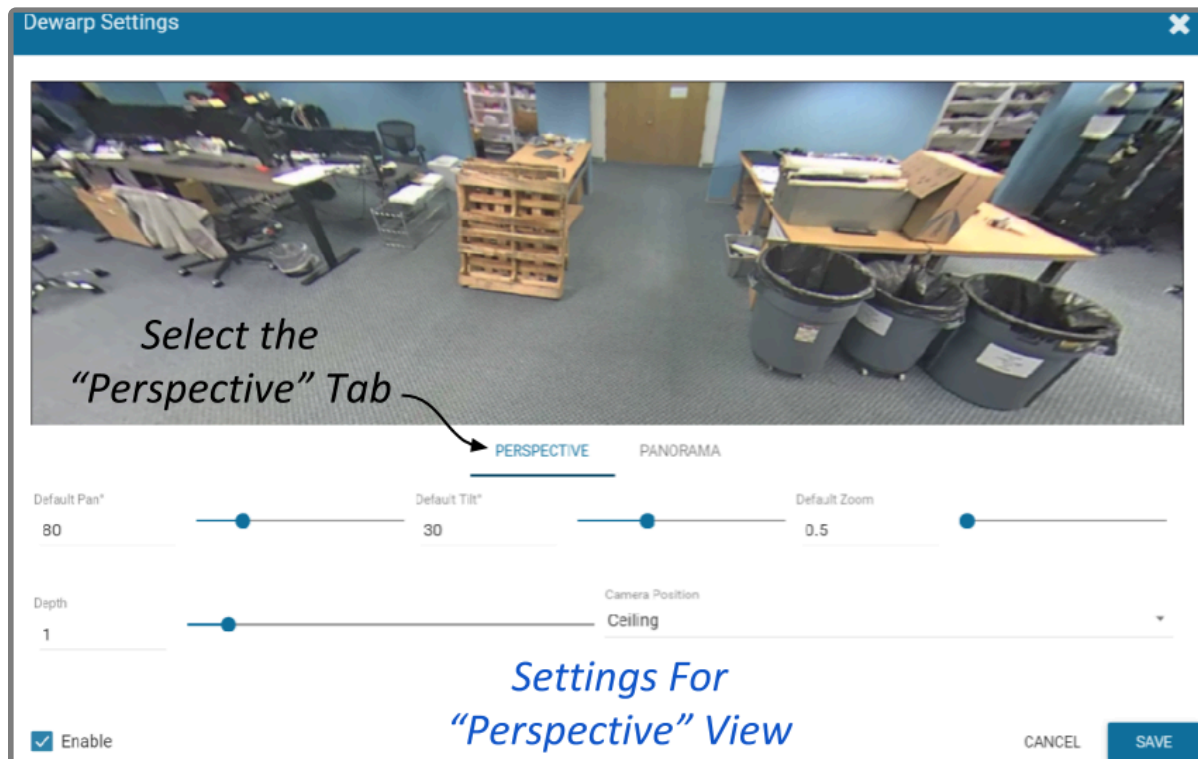 Dewarp Settings
Select the
“Perspective” Tab
PERSPECTIVE PANORAMA
Default Pan° Default Tilt° Default Zoom
80 30 0.5
Depth Camera Position
1 Ceiling
Settings For
“Perspective” View
Enable CANCEL SAVE